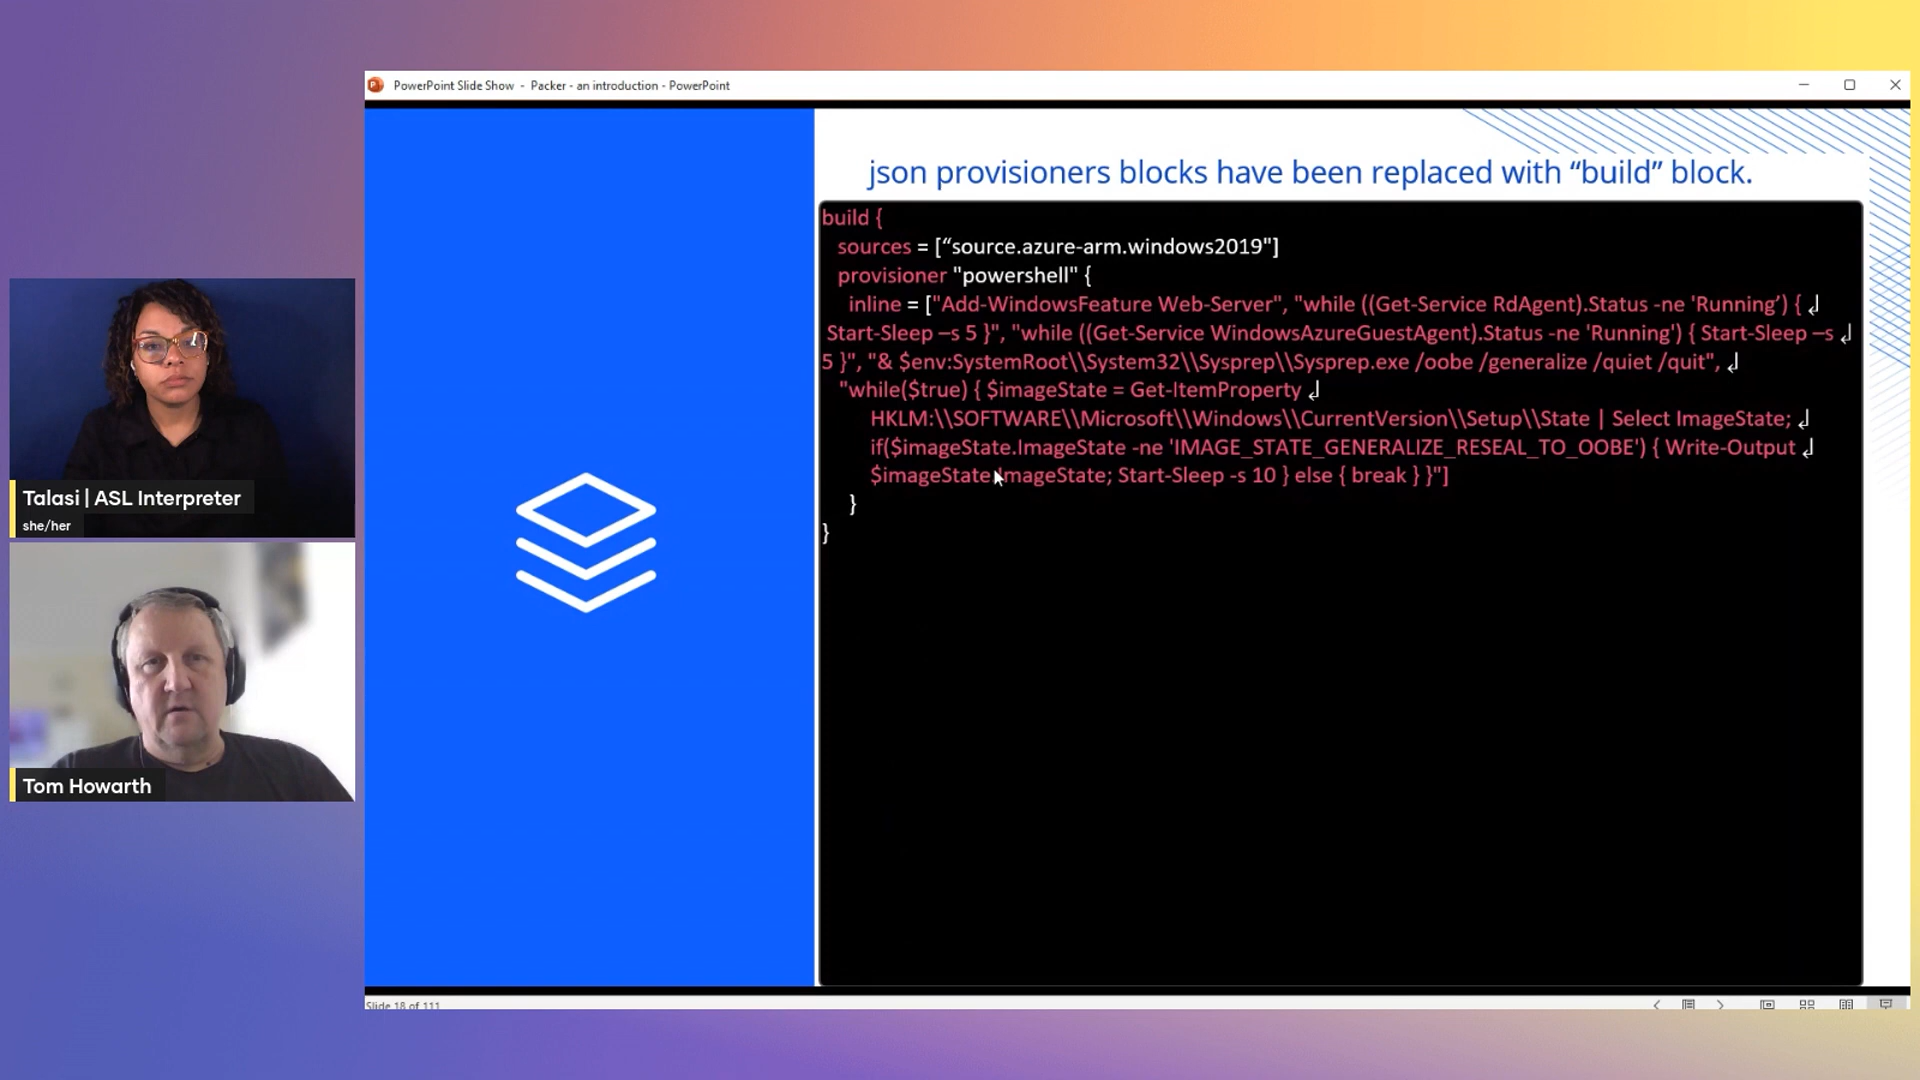 PowerPoint Slide Show - Packer - an introduction - PowerPoint
json provisioners blocks have been replaced with “build” block.
build {
sources = [“source.azure-arm.windows2019"]
provisioner "powershell" {
inline = ["Add-WindowsFeature Web-Server", "while ((Get-Service RdAgent).Status -ne 'Running’) { ↲
Start-Sleep –s 5 }", "while ((Get-Service WindowsAzureGuestAgent).Status -ne 'Running') { Start-Sleep –s ↲
5 }", "& $env:SystemRoot\\System32\\Sysprep\\Sysprep.exe /oobe /generalize /quiet /quit", ↲
"while($true) { $imageState = Get-ItemProperty ↲
HKLM:\\SOFTWARE\\Microsoft\\Windows\\CurrentVersion\\Setup\\State | Select ImageState; ↲
if($imageState.ImageState -ne 'IMAGE_STATE_GENERALIZE_RESEAL_TO_OOBE') { Write-Output ↲
$imageState.ImageState; Start-Sleep -s 10 } else { break } }"]
}
}
Talasi | ASL Interpreter
she/her
Tom Howarth
Slide 18 of 111